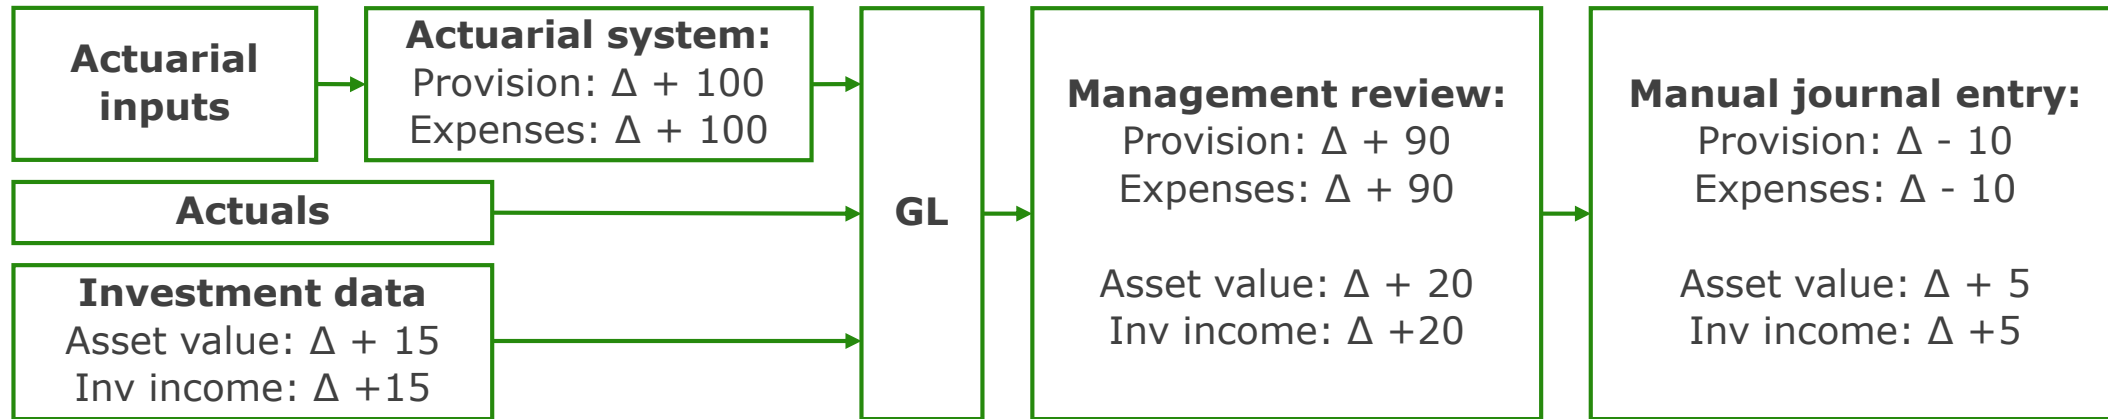 Actuarial
inputs
Actuarial system:
Provision: Δ + 100
Expenses: Δ + 100
Actuals
Investment data
Asset value: Δ + 15
Inv income: Δ +15
GL
Management review:
Provision: Δ + 90
Expenses: Δ + 90
Asset value: Δ + 20
Inv income: Δ +20
Manual journal entry:
Provision: Δ - 10
Expenses: Δ - 10
Asset value: Δ + 5
Inv income: Δ +5